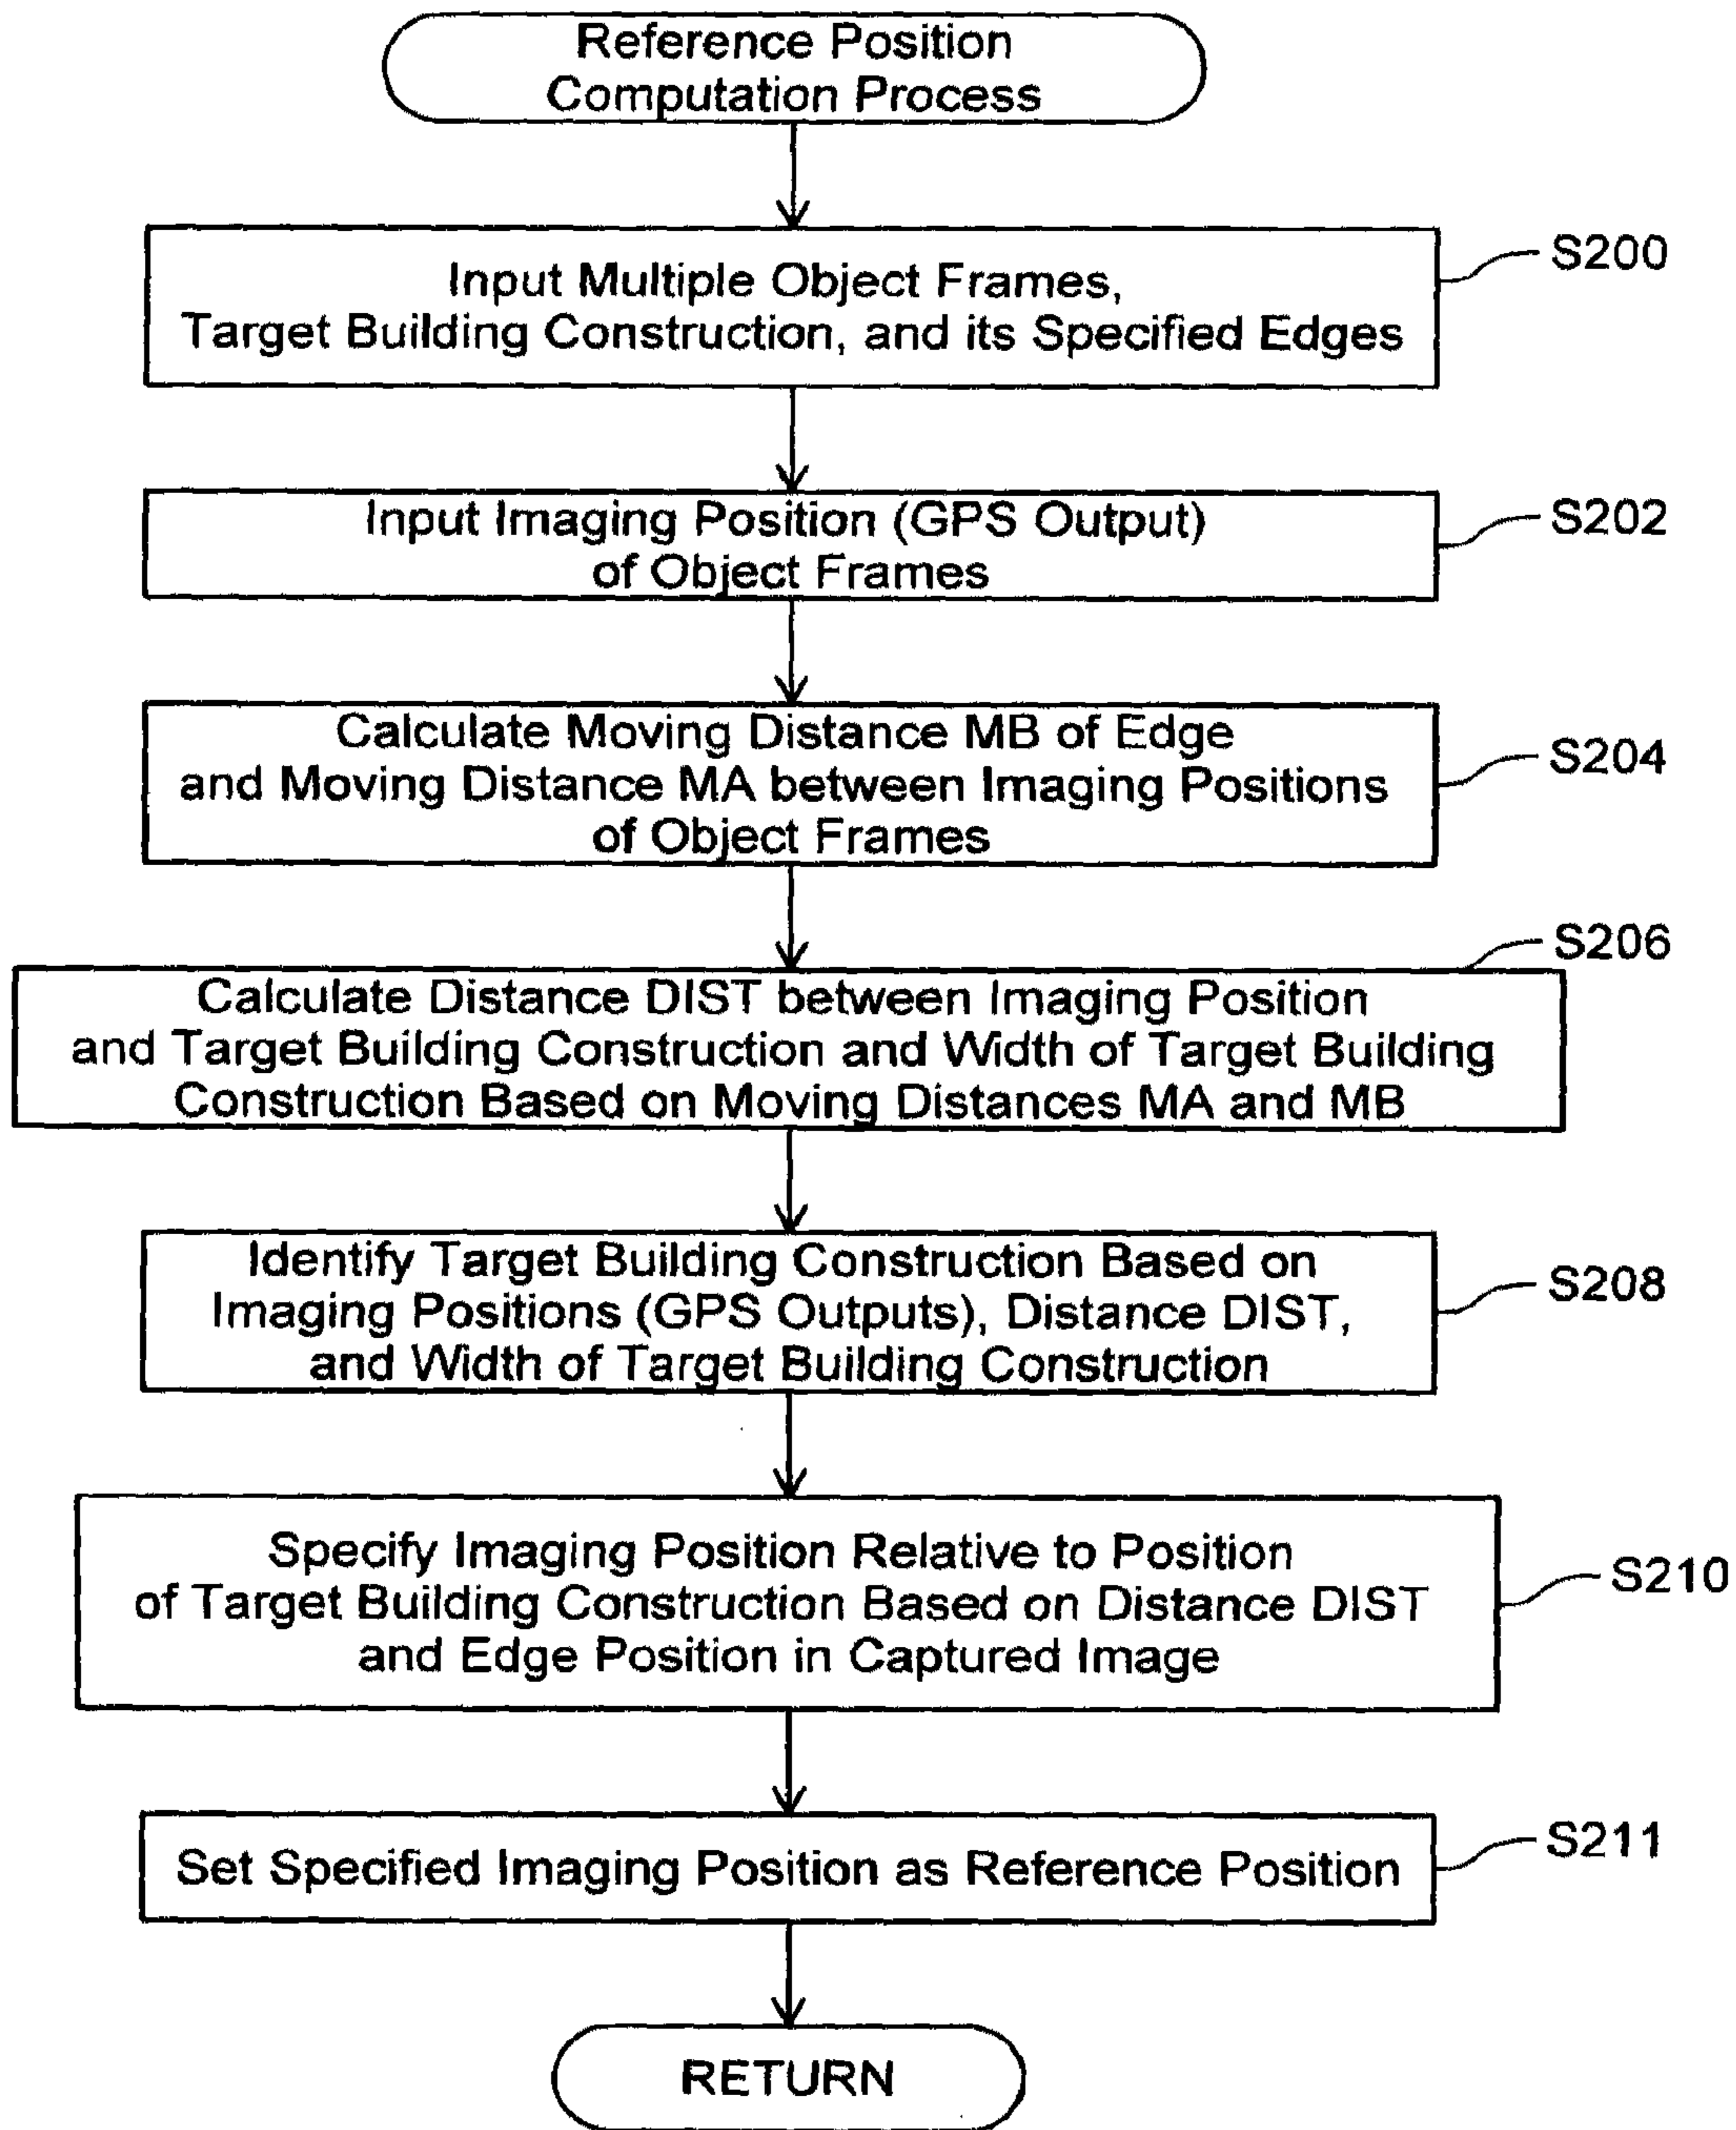 Reference Position
Computation Process
S200
Input Multiple Object Frames,
Target Building Construction, and its Specified Edges
S202
Input Imaging Position (GPS Output)
of Object Frames
S204
Calculate Moving Distance MB of Edge
and Moving Distance MA between Imaging Positions
of Object Frames
S206
Calculate Distance DIST between Imaging Position
and Target Building Construction and Width of Target Building
Construction Based on Moving Distances MA and MB
S208
Identify Target Building Construction Based on
Imaging Positions (GPS Outputs), Distance DIST,
and Width of Target Building Construction
S210
Specify Imaging Position Relative to Position
of Target Building Construction Based on Distance DIST
and Edge Position in Captured Image
S211
Set Specified Imaging Position as Reference Position
RETURN